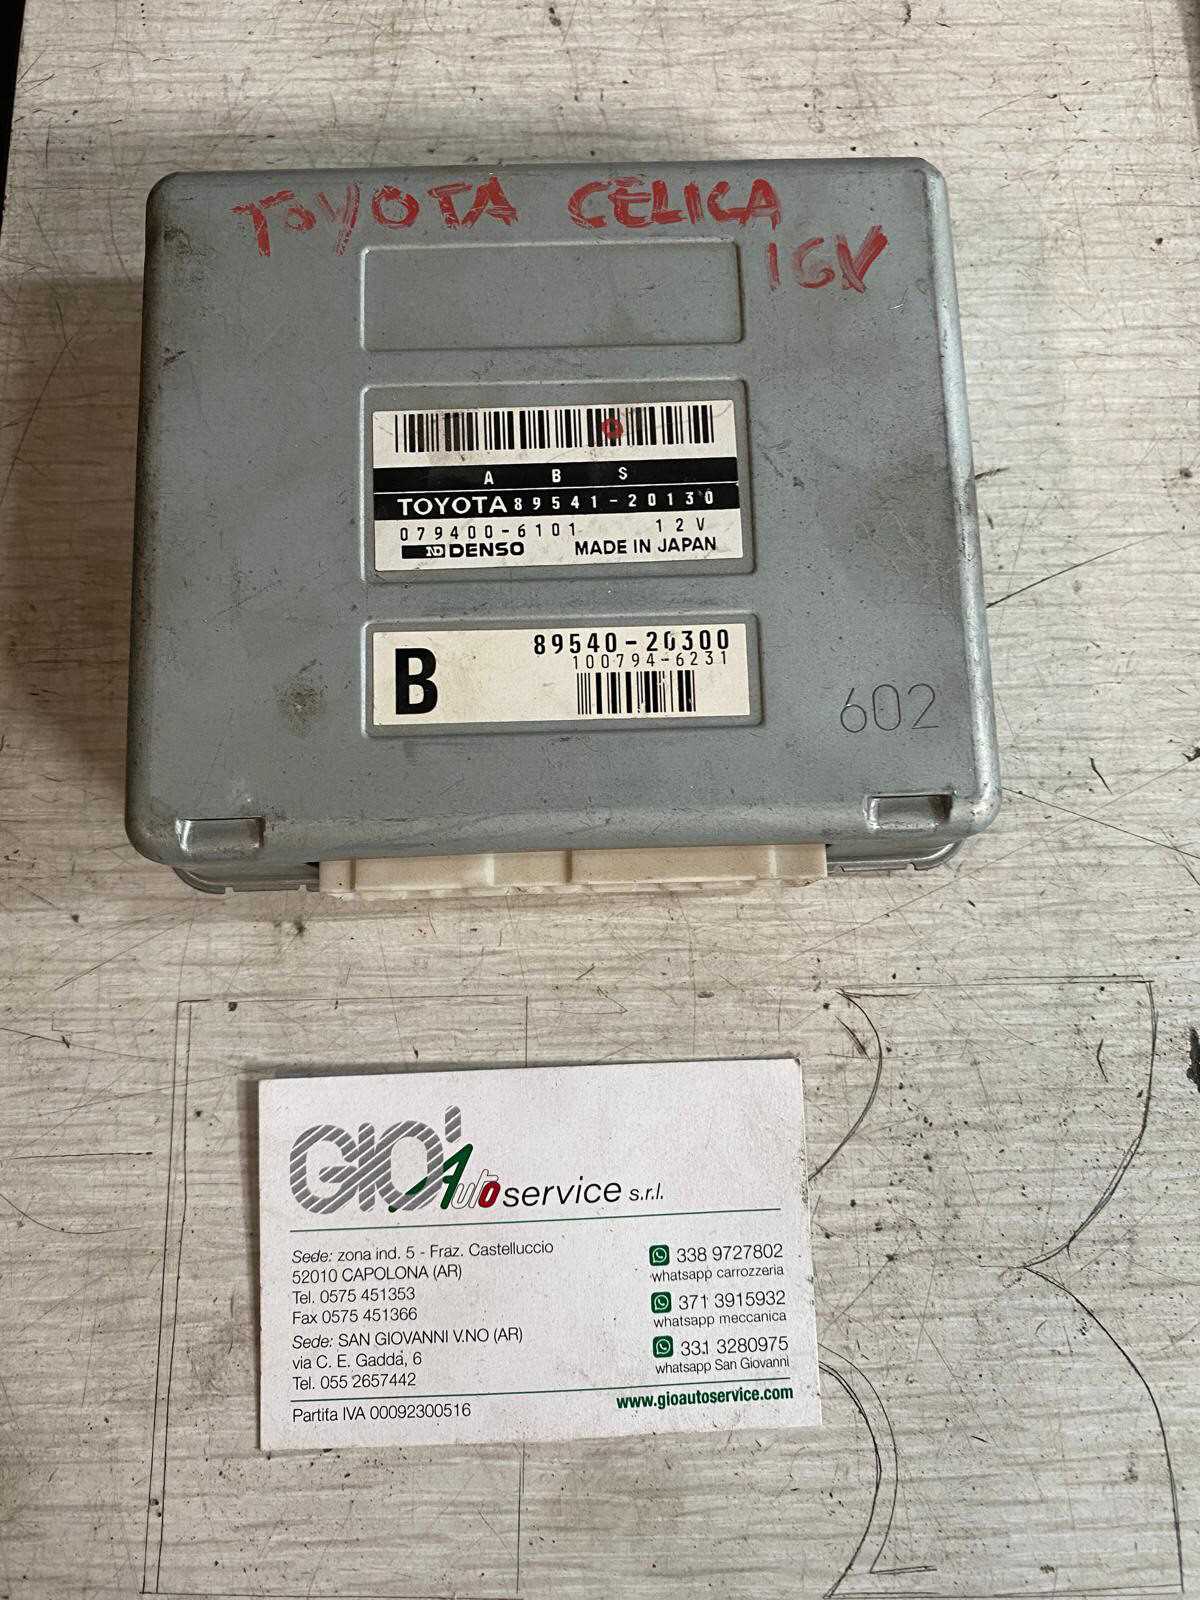 TOYOTA CELICA
16V
A B S
TOYOTA 89541-20130
079400-6101 12V
ND DENSO MADE IN JAPAN
B
89540-20300
100794-6231
602
GIO' Auto service s.r.l.
Sede: zona ind. 5 - Fraz. Castelluccio
52010 CAPOLONA (AR)
Tel. 0575 451353
Fax 0575 451366
Sede: SAN GIOVANNI V.NO (AR)
via C. E. Gadda, 6
Tel. 055 2657442
Partita IVA 00092300516
338 9727802
whatsapp carrozzeria
371 3915932
whatsapp meccanica
331 3280975
whatsapp San Giovanni
www.gioautoservice.com